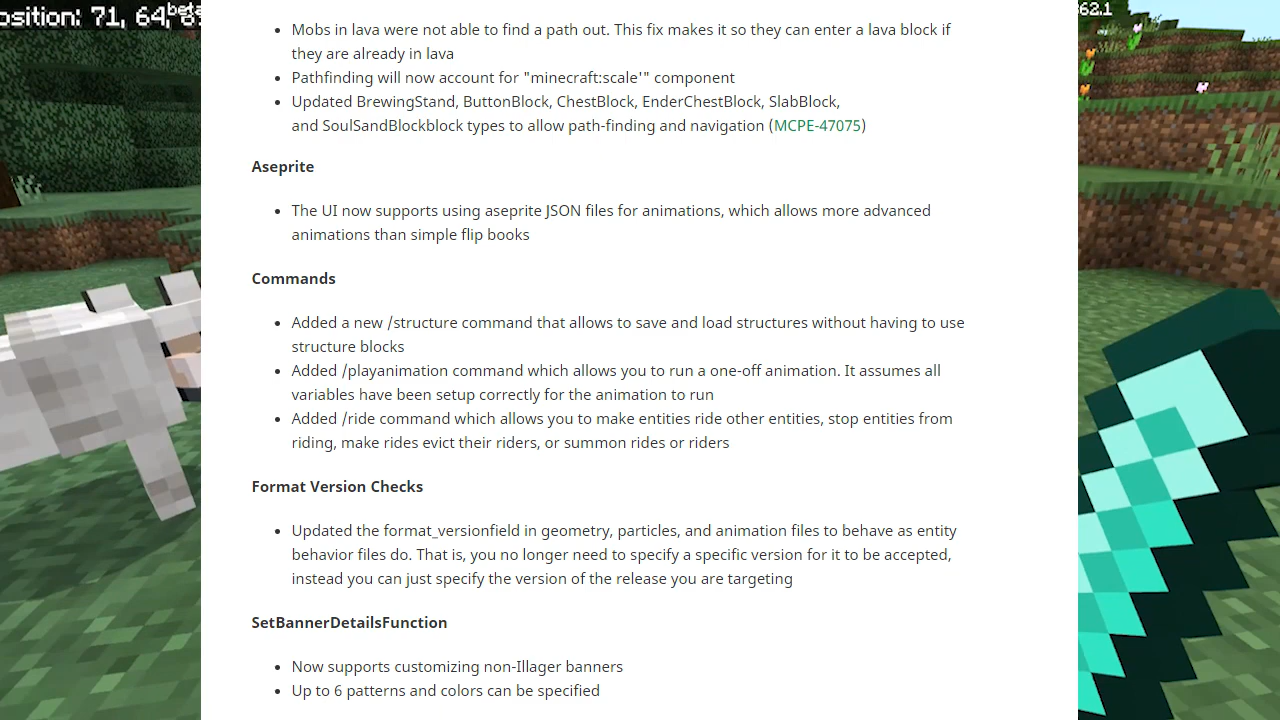 osition: 71, 64, 6
beta
62.1
Mobs in lava were not able to find a path out. This fix makes it so they can enter a lava block if
they are already in lava
Pathfinding will now account for "minecraft:scale'" component
Updated BrewingStand, ButtonBlock, ChestBlock, EnderChestBlock, SlabBlock,
and SoulSandBlockblock types to allow path-finding and navigation (MCPE-47075)
Aseprite
The UI now supports using aseprite JSON files for animations, which allows more advanced
animations than simple flip books
Commands
Added a new /structure command that allows to save and load structures without having to use
structure blocks
Added /playanimation command which allows you to run a one-off animation. It assumes all
variables have been setup correctly for the animation to run
Added /ride command which allows you to make entities ride other entities, stop entities from
riding, make rides evict their riders, or summon rides or riders
Format Version Checks
Updated the format_versionfield in geometry, particles, and animation files to behave as entity
behavior files do. That is, you no longer need to specify a specific version for it to be accepted,
instead you can just specify the version of the release you are targeting
SetBannerDetailsFunction
Now supports customizing non-Illager banners
Up to 6 patterns and colors can be specified